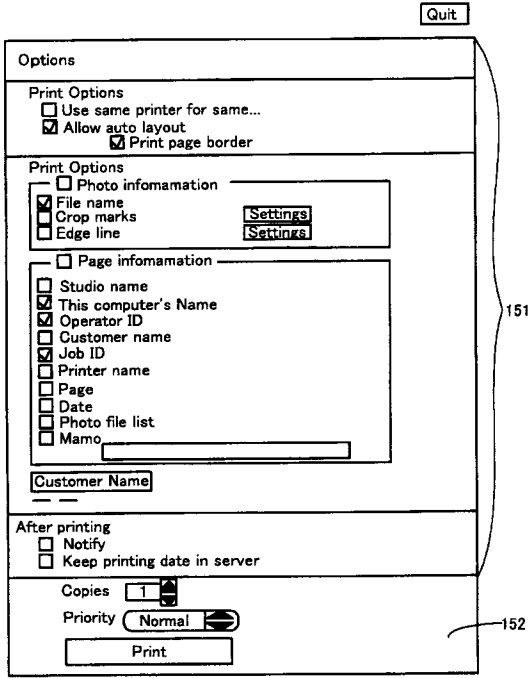 Quit
Options
Print Options
Use same printer for same...
Allow auto layout
Print page border
Print Options
Photo infomamation
File name
Crop marks Settings
Edge line Settings
Page infomamation
Studio name
This computer's Name
Operator ID
Customer name
Job ID
Printer name
Page
Date
Photo file list
Mamo
Customer Name
After printing
Notify
Keep printing date in server
Copies 1
Priority Normal
Print
151
152